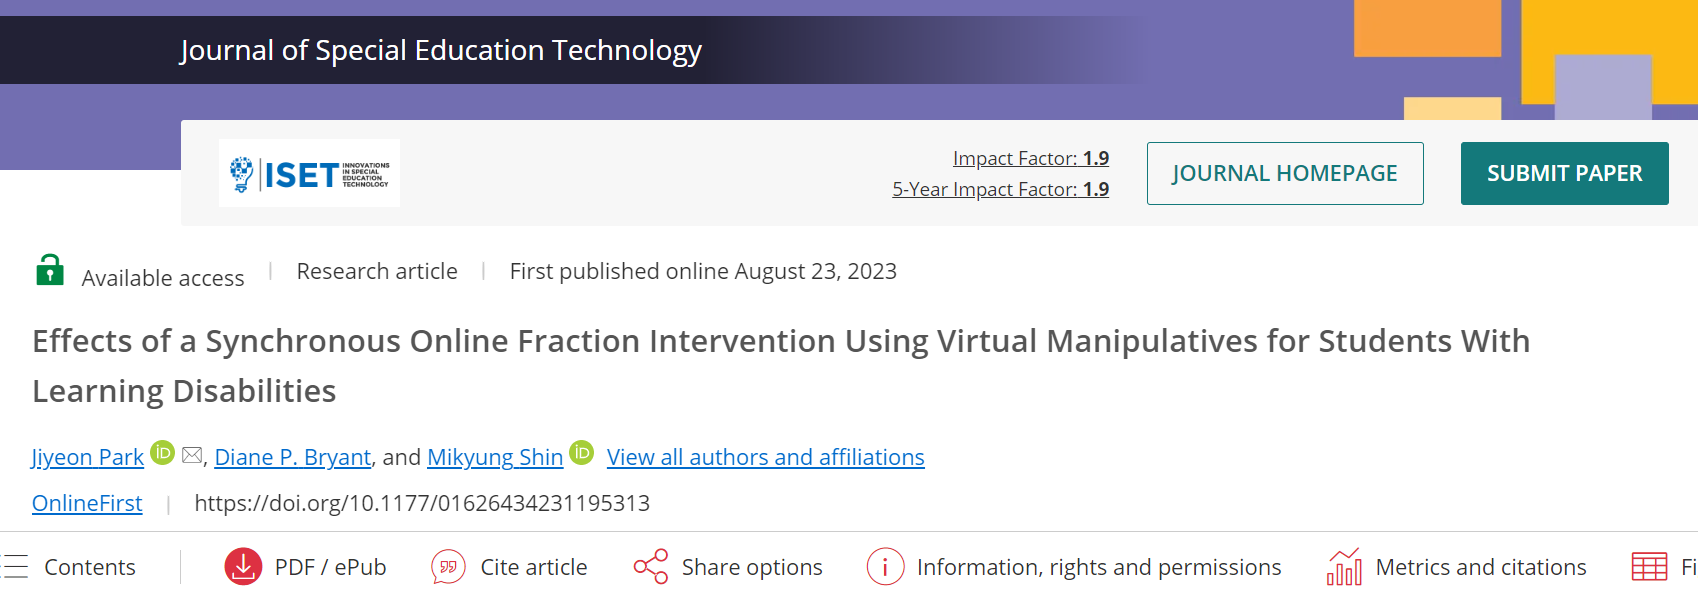 Journal of Special Education Technology
ISET INNOVATIONS IN SPECIAL EDUCATION TECHNOLOGY
Impact Factor: 1.9
5-Year Impact Factor: 1.9
JOURNAL HOMEPAGE
SUBMIT PAPER
Available access | Research article | First published online August 23, 2023
Effects of a Synchronous Online Fraction Intervention Using Virtual Manipulatives for Students With
Learning Disabilities
Jiyeon Park iD, Diane P. Bryant, and Mikyung Shin iD View all authors and affiliations
OnlineFirst | https://doi.org/10.1177/01626434231195313
Contents | PDF / ePub Cite article Share options Information, rights and permissions Metrics and citations Fi